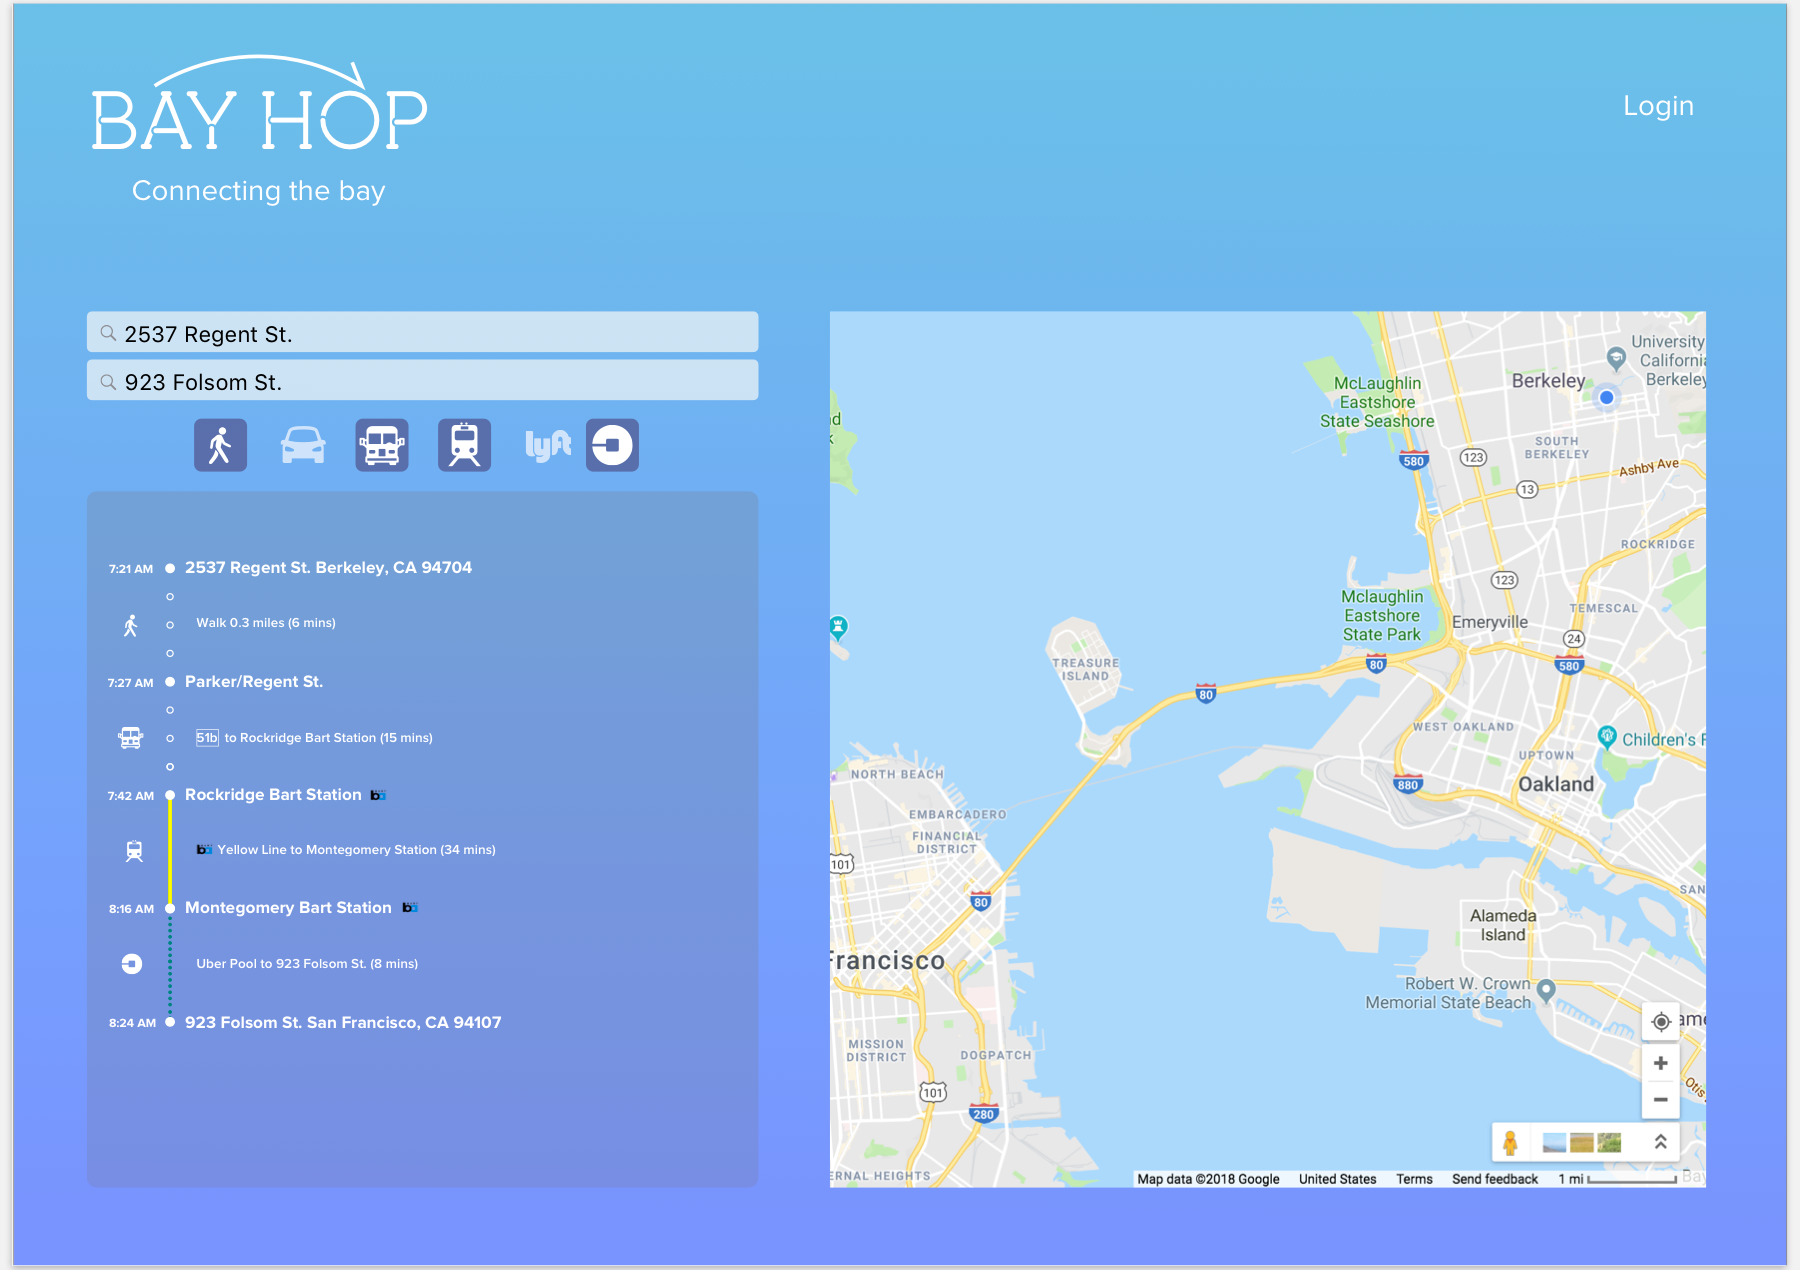 BAY HOP
Connecting the bay
Login
2537 Regent St.
923 Folsom St.
lyft
7:21 AM 2537 Regent St. Berkeley, CA 94704
Walk 0.3 miles (6 mins)
7:27 AM Parker/Regent St.
51b to Rockridge Bart Station (15 mins)
7:42 AM Rockridge Bart Station ba
ba Yellow Line to Montegomery Station (34 mins)
8:16 AM Montegomery Bart Station ba
Uber Pool to 923 Folsom St. (8 mins)
8:24 AM 923 Folsom St. San Francisco, CA 94107
University
California
Berkeley
Berkeley
McLaughlin
Eastshore
State Seashore
nd
k
SOUTH
BERKELEY
580
123
Ashby Ave
13
ROCKRIDGE
123
Mclaughlin
Eastshore
State Park
TEMESCAL
Emeryville
24
80
580
TREASURE
ISLAND
80
WEST OAKLAND
Children's F
UPTOWN
NORTH BEACH
880
Oakland
EMBARCADERO
FINANCIAL
DISTRICT
101
80
SAN
Alameda
Island
Francisco
Robert W. Crown
Memorial State Beach
ame
MISSION
DISTRICT
DOGPATCH
Otis
101
280
ERNAL HEIGHTS
Bay
Map data ©2018 Google United States Terms Send feedback 1 mi